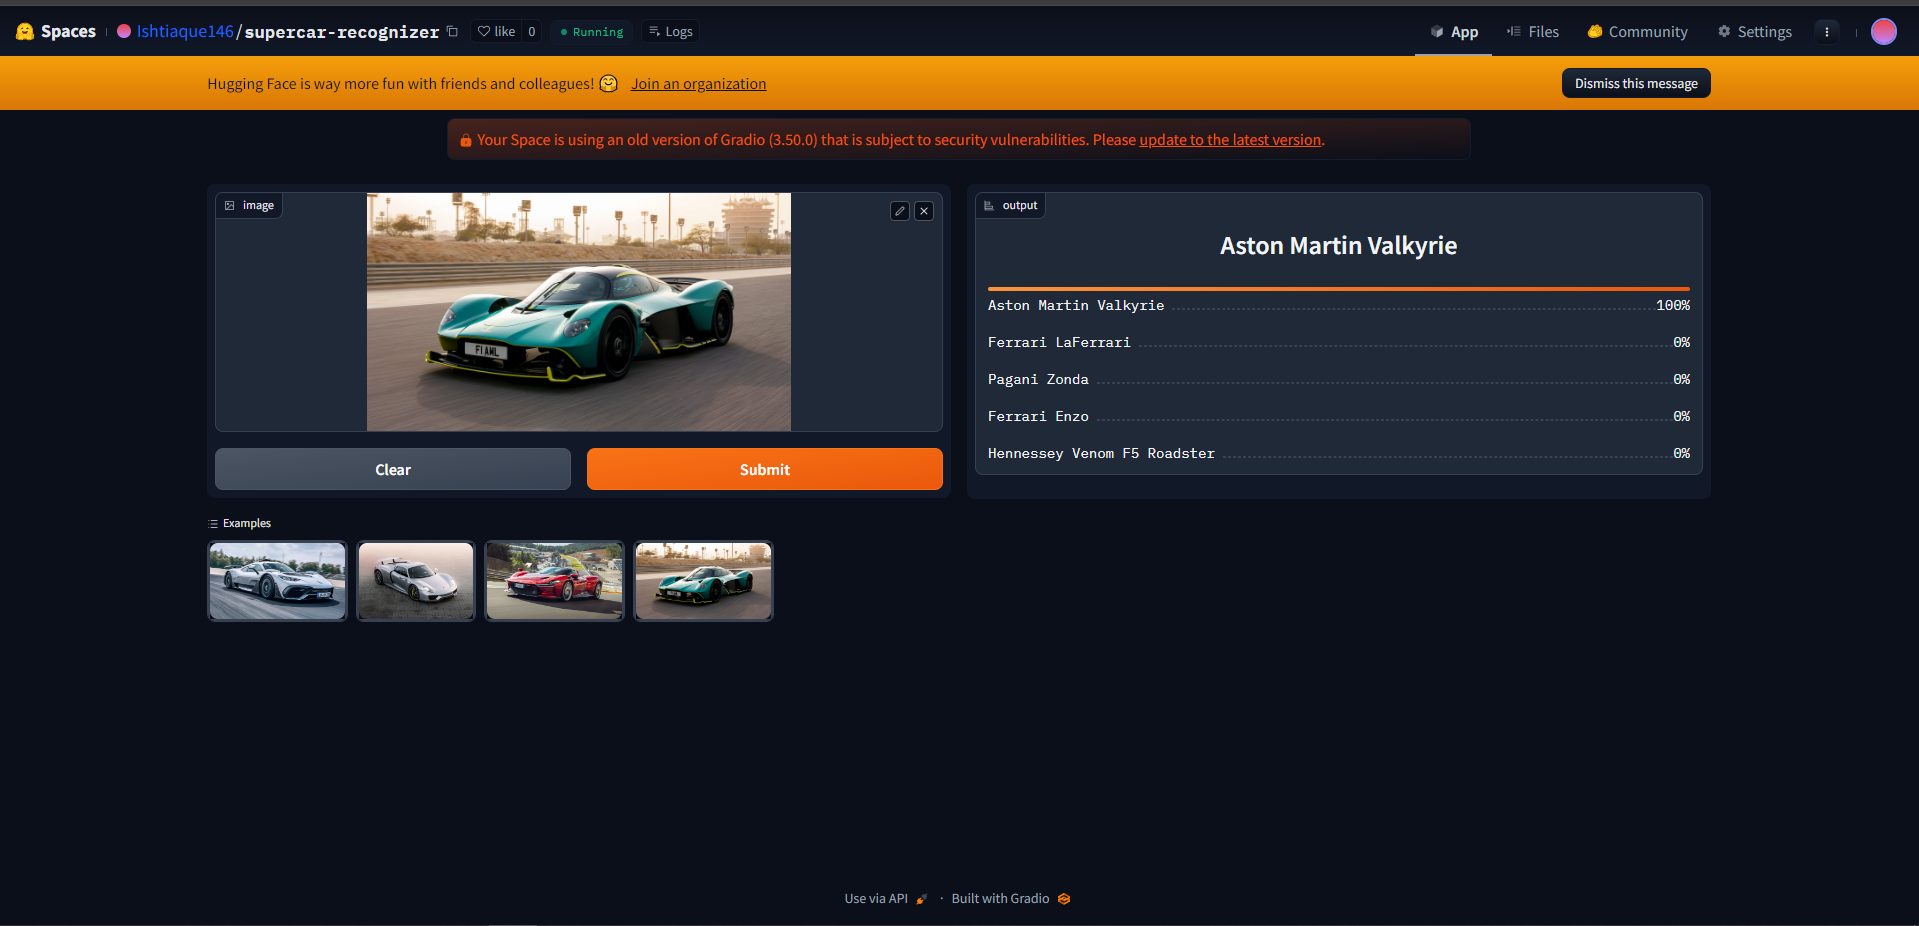 Spaces
Ishtiaque146/supercar-recognizer
like 0
Running
Logs
App
Files
Community
Settings
Hugging Face is way more fun with friends and colleagues! 🤗 Join an organization
Dismiss this message
Your Space is using an old version of Gradio (3.50.0) that is subject to security vulnerabilities. Please update to the latest version.
image
F1 AML
Clear
Submit
output
Aston Martin Valkyrie
Aston Martin Valkyrie 100%
Ferrari LaFerrari 0%
Pagani Zonda 0%
Ferrari Enzo 0%
Hennessey Venom F5 Roadster 0%
Examples
Use via API · Built with Gradio